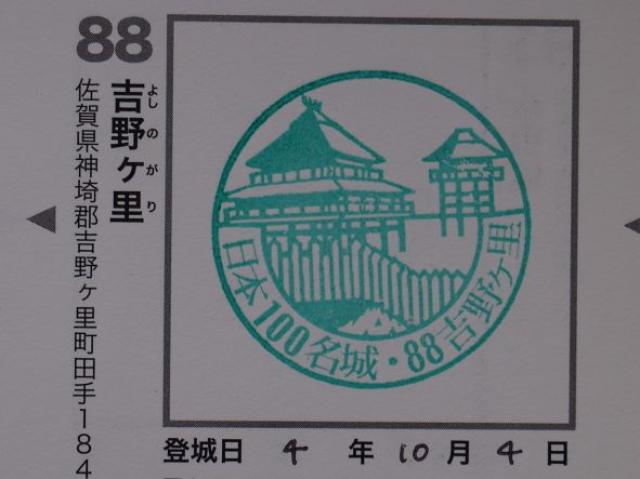 88
吉野ヶ里
よしのがり
佐賀県神埼郡吉野ヶ里町田手184
日本100名城・88吉野ヶ里
登城日 4 年 10 月 4 日